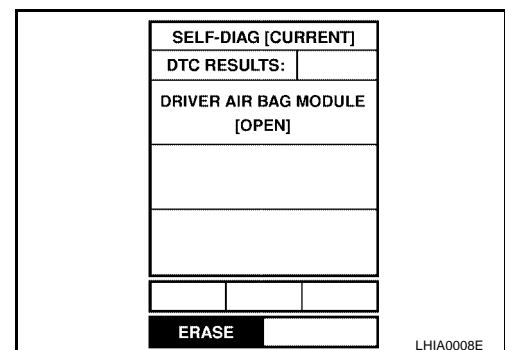 SELF-DIAG [CURRENT]
DTC RESULTS:
DRIVER AIR BAG MODULE
[OPEN]
ERASE
LHIA0008E